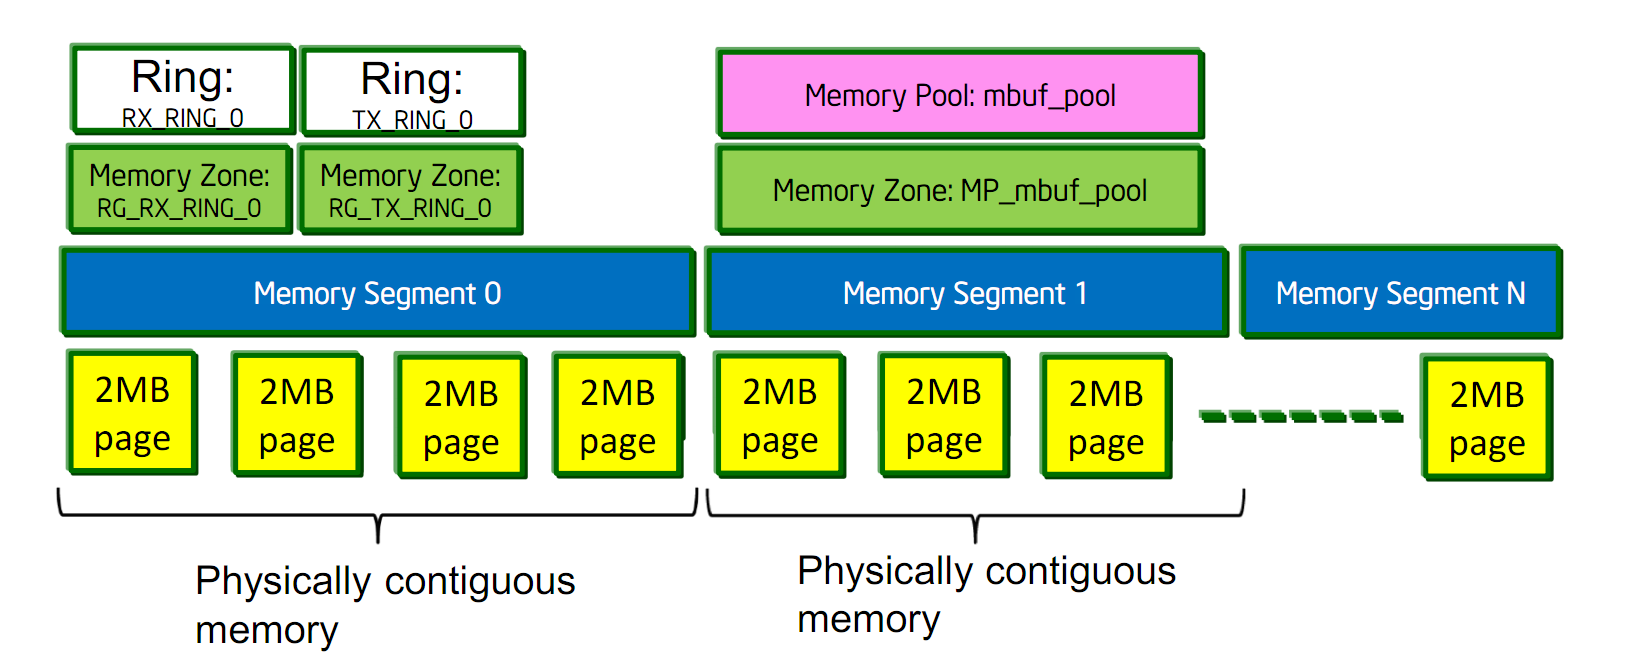 Ring:
RX_RING_0
Ring:
TX_RING_0
Memory Pool: mbuf_pool
Memory Zone:
RG_RX_RING_0
Memory Zone:
RG_TX_RING_0
Memory Zone: MP_mbuf_pool
Memory Segment 0
Memory Segment 1
Memory Segment N
2MB
page
2MB
page
2MB
page
2MB
page
2MB
page
2MB
page
2MB
page
2MB
page
Physically contiguous
memory
Physically contiguous
memory